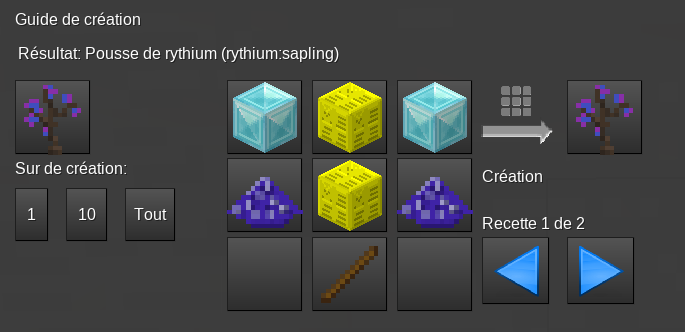 Guide de création
Résultat: Pousse de rythium (rythium:sapling)
Sur de création:
1 10 Tout
Création
Recette 1 de 2